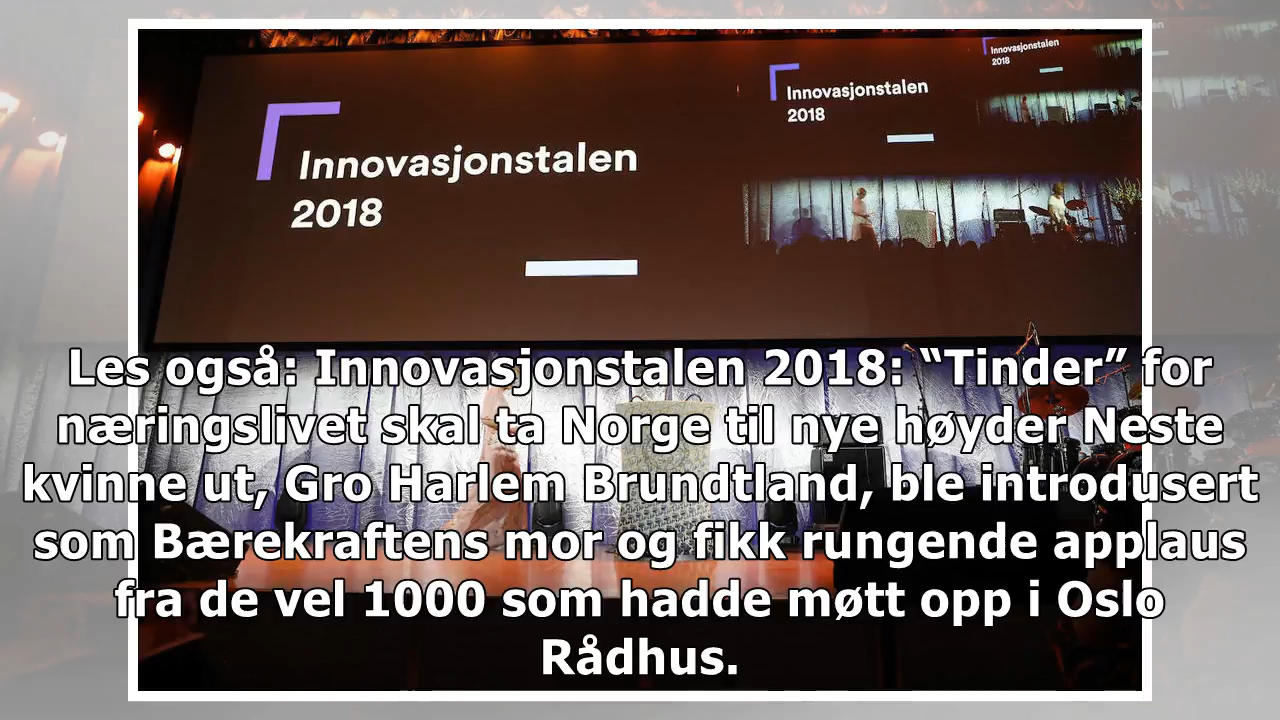 Innovasjonstalen
2018
Innovasjonstalen
2018
Innovasjonstalen
2018
Les også: Innovasjonstalen 2018: “Tinder” for
næringslivet skal ta Norge til nye høyder Neste
kvinne ut, Gro Harlem Brundtland, ble introdusert
som Bærekraftens mor og fikk rungende applaus
fra de vel 1000 som hadde møtt opp i Oslo
Rådhus.